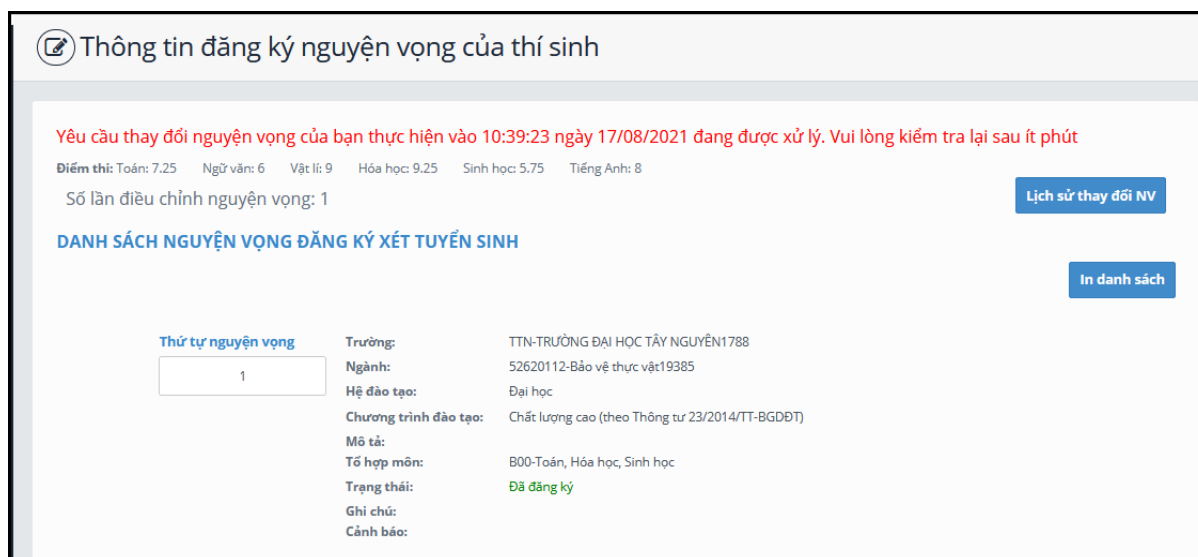 Thông tin đăng ký nguyện vọng của thí sinh
Yêu cầu thay đổi nguyện vọng của bạn thực hiện vào 10:39:23 ngày 17/08/2021 đang được xử lý. Vui lòng kiểm tra lại sau ít phút
Điểm thi: Toán: 7.25 Ngữ văn: 6 Vật lí: 9 Hóa học: 9.25 Sinh học: 5.75 Tiếng Anh: 8
Số lần điều chỉnh nguyện vọng: 1
Lịch sử thay đổi NV
DANH SÁCH NGUYỆN VỌNG ĐĂNG KÝ XÉT TUYỂN SINH
In danh sách
Thứ tự nguyện vọng
1
Trường: TTN-TRƯỜNG ĐẠI HỌC TÂY NGUYÊN1788
Ngành: 52620112-Bảo vệ thực vật19385
Hệ đào tạo: Đại học
Chương trình đào tạo: Chất lượng cao (theo Thông tư 23/2014/TT-BGDĐT)
Mô tả:
Tổ hợp môn: B00-Toán, Hóa học, Sinh học
Trạng thái: Đã đăng ký
Ghi chú:
Cảnh báo: